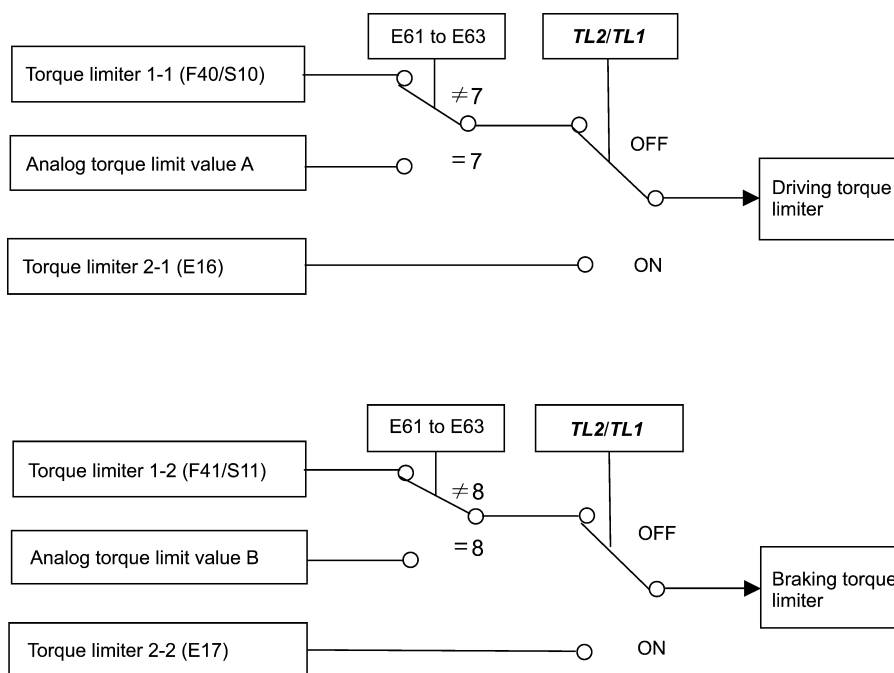 E61 to E63
TL2/TL1
Torque limiter 1-1 (F40/S10)
≠7
OFF
Analog torque limit value A
=7
Driving torque
limiter
Torque limiter 2-1 (E16)
ON
E61 to E63
TL2/TL1
Torque limiter 1-2 (F41/S11)
≠8
OFF
Analog torque limit value B
=8
Braking torque
limiter
Torque limiter 2-2 (E17)
ON